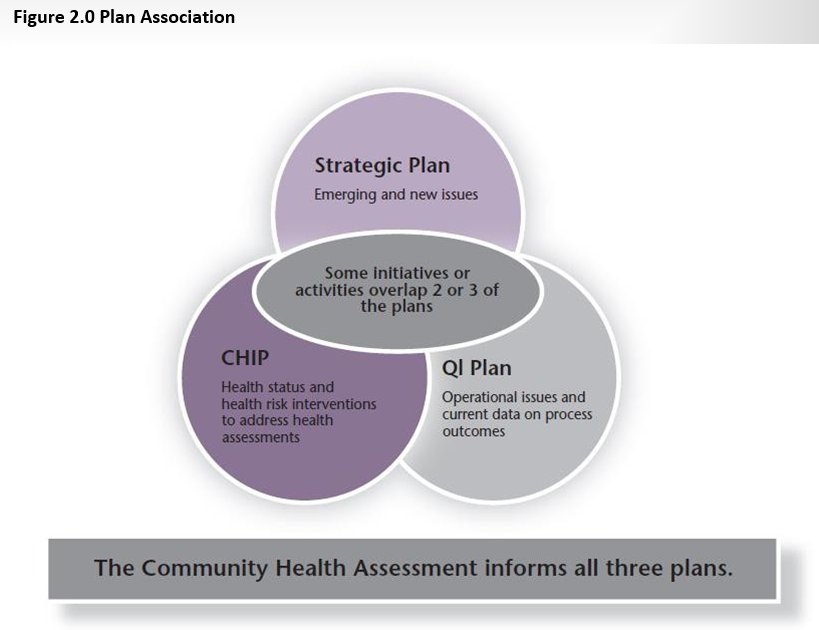 Figure 2.0 Plan Association
Strategic Plan
Emerging and new issues
Some initiatives or
activities overlap 2 or 3 of
the plans
CHIP
Health status and
health risk interventions
to address health
assessments
QI Plan
Operational issues and
current data on process
outcomes
The Community Health Assessment informs all three plans.